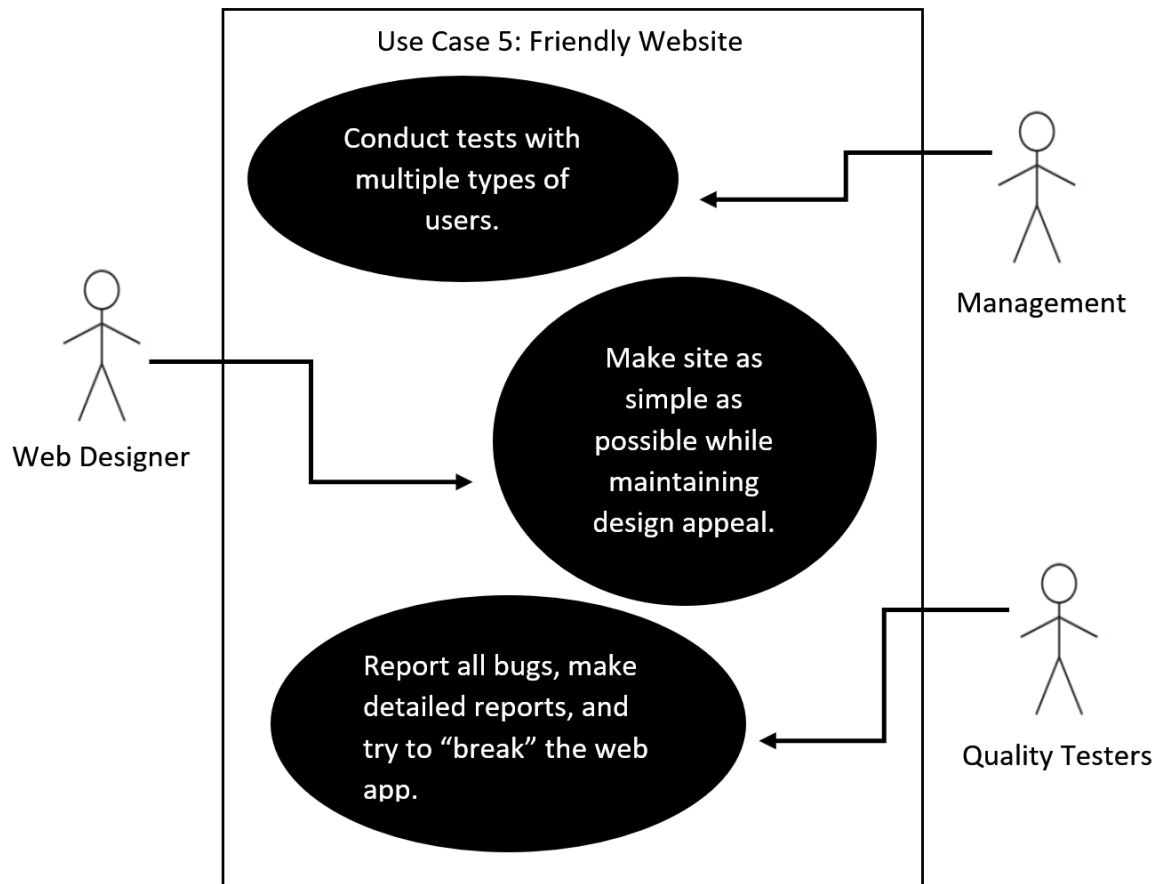 Use Case 5: Friendly Website
Conduct tests with
multiple types of
users.
Management
Make site as
simple as
possible while
maintaining
design appeal.
Web Designer
Report all bugs, make
detailed reports, and
try to “break” the web
app.
Quality Testers